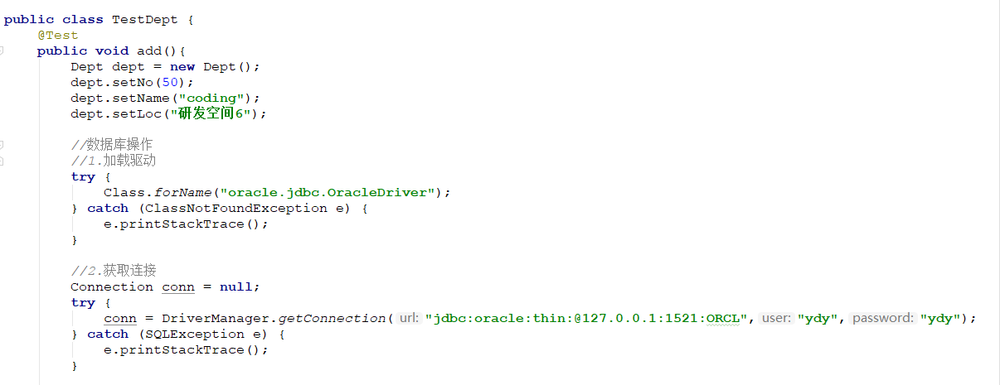 public class TestDept {
@Test
public void add(){
Dept dept = new Dept();
dept.setNo(50);
dept.setName("coding");
dept.setLoc("研发空间6");
//数据库操作
//1.加载驱动
try {
Class.forName("oracle.jdbc.OracleDriver");
} catch (ClassNotFoundException e) {
e.printStackTrace();
}
//2.获取连接
Connection conn = null;
try {
conn = DriverManager.getConnection( url: "jdbc:oracle:thin:@127.0.0.1:1521:ORCL", user: "ydy", password: "ydy");
} catch (SQLException e) {
e.printStackTrace();
}